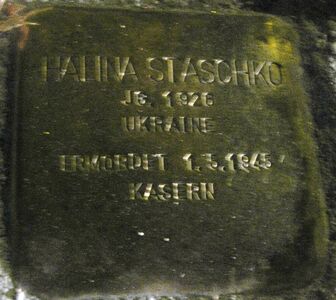 HALINA STASCHKO
JG. 1926
UKRAINE
ERMORDET 1.5.1945
KASERN